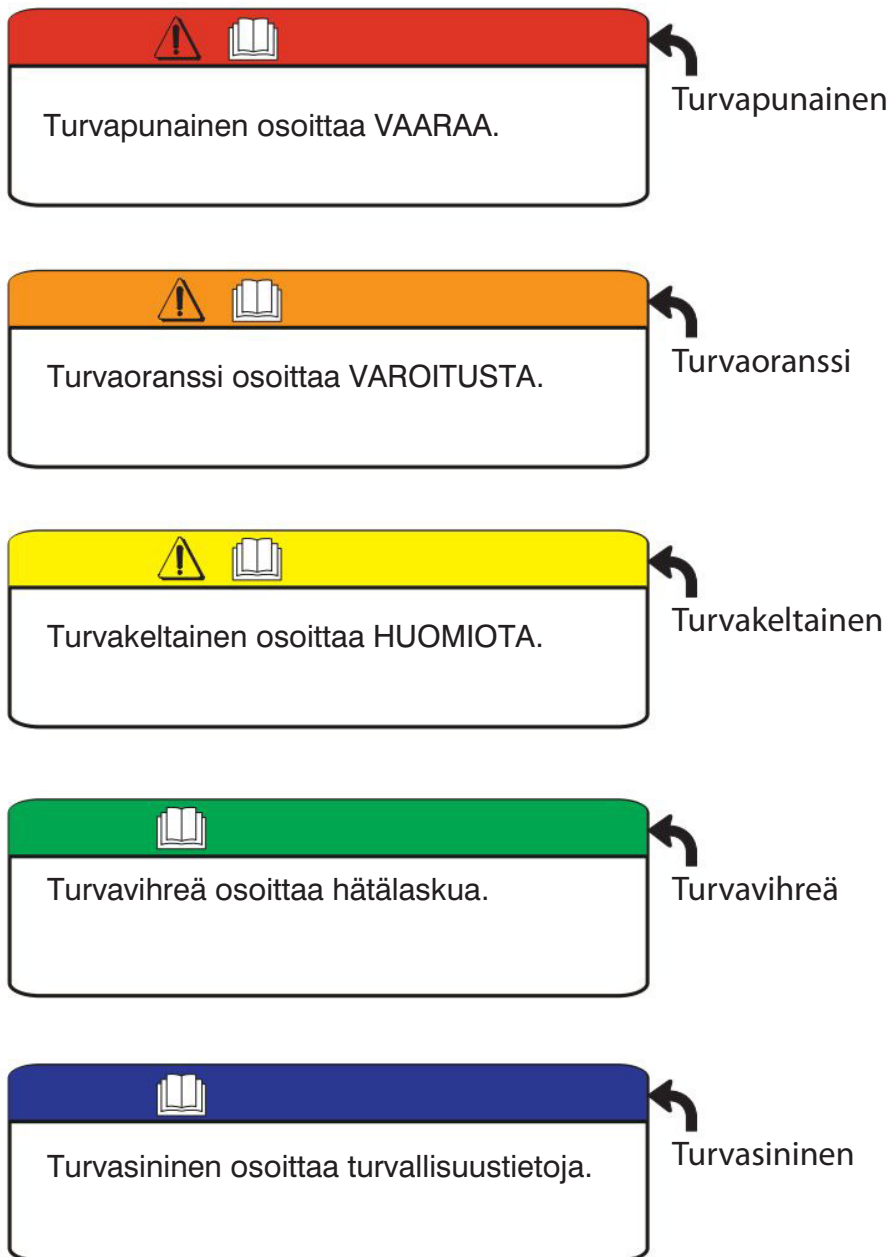 Turvapunainen
Turvapunainen osoittaa VAARAA.
Turvaoranssi
Turvaoranssi osoittaa VAROITUSTA.
Turvakeltainen
Turvakeltainen osoittaa HUOMIOTA.
Turvavihreä osoittaa hätälaskua.
Turvavihreä
Turvasininen osoittaa turvallisuustietoja.
Turvasininen